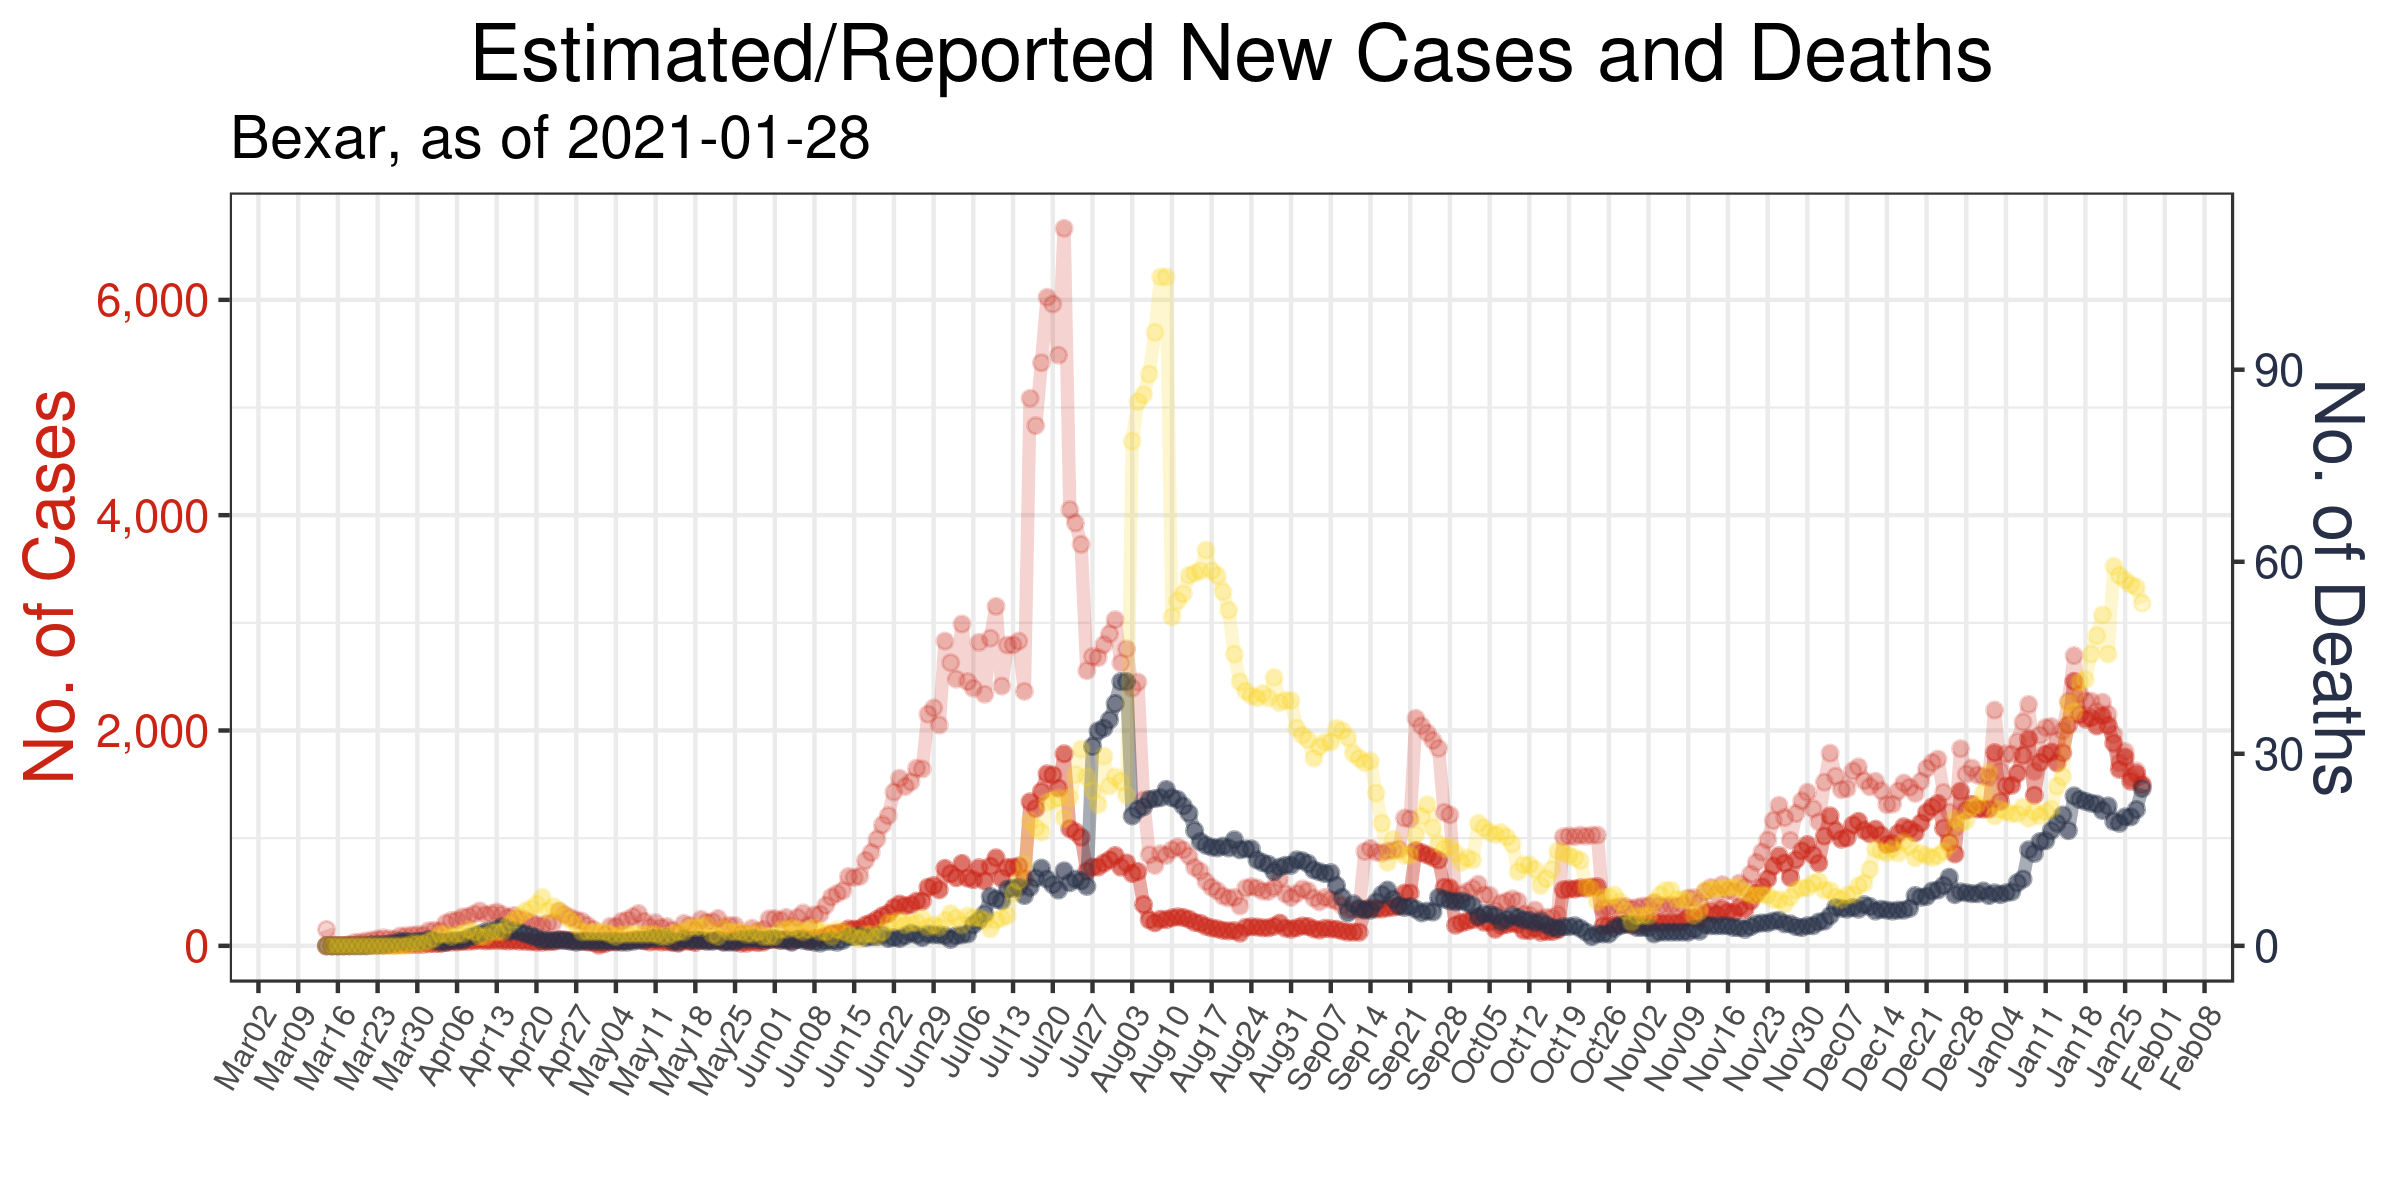 Estimated/Reported New Cases and Deaths
Bexar, as of 2021-01-28
No. of Cases
6,000
4,000
2,000
0
90
60
30
0
No. of Deaths
Mar02
Mar09
Mar16
Mar23
Mar30
Apr06
Apr13
Apr20
Apr27
May04
May11
May18
May25
Jun01
Jun08
Jun15
Jun22
Jun29
Jul06
Jul13
Jul20
Jul27
Aug03
Aug10
Aug17
Aug24
Aug31
Sep07
Sep14
Sep21
Sep28
Oct05
Oct12
Oct19
Oct26
Nov02
Nov09
Nov16
Nov23
Nov30
Dec07
Dec14
Dec21
Dec28
Jan04
Jan11
Jan18
Jan25
Feb01
Feb08